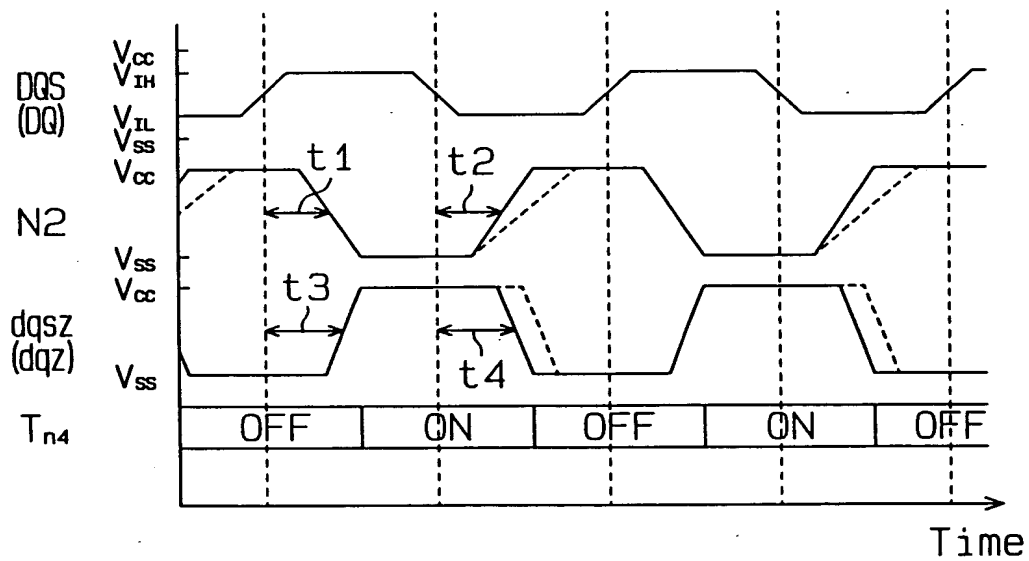 DQS
(DQ)
VCC
VIH
VIL
VSS
t1
t2
N2
VCC
VSS
t3
t4
dqsz
(dqz)
VCC
VSS
Tn4
OFF
ON
OFF
ON
OFF
Time